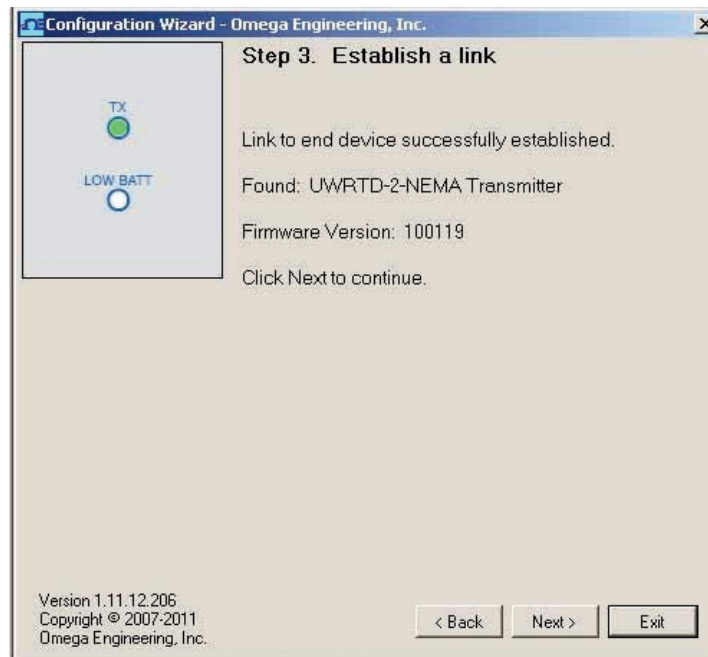 Configuration Wizard - Omega Engineering, Inc.
Step 3. Establish a link
TX
LOW BATT
Link to end device successfully established.
Found: UWRTD-2-NEMA Transmitter
Firmware Version: 100119
Click Next to continue.
Version 1.11.12.206
Copyright © 2007-2011
Omega Engineering, Inc.
< Back
Next >
Exit